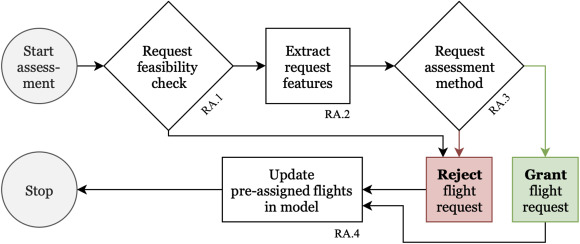 Start
assess-
ment
Request
feasibility
check
RA.1
Extract
request
features
RA.2
Request
assessment
method
RA.3
Stop
Update
pre-assigned flights
in model
RA.4
Reject
flight
request
Grant
flight
request